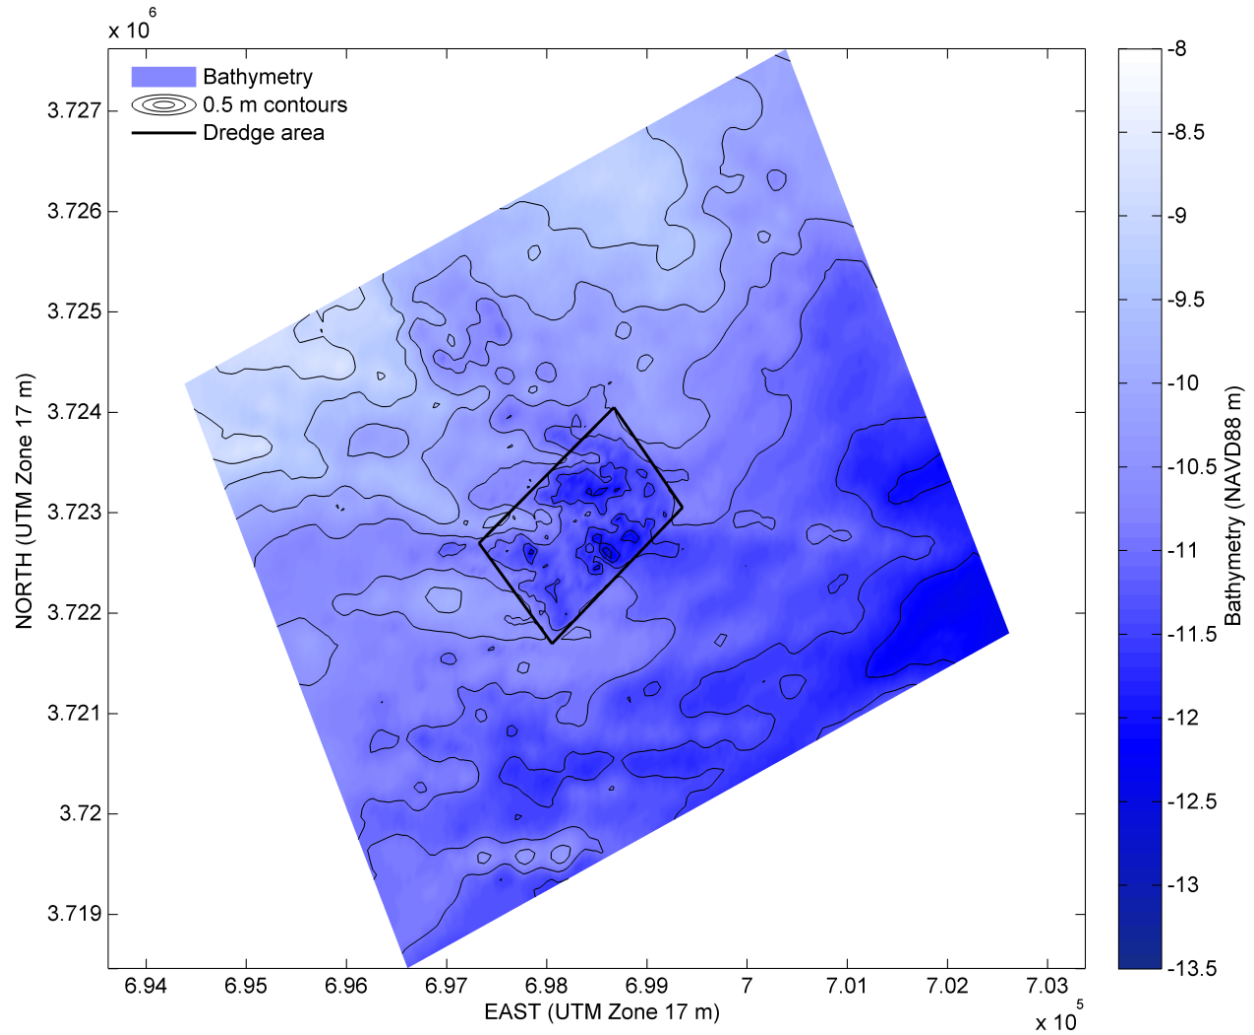 x 10^6
Bathymetry
0.5 m contours
Dredge area
3.727
3.726
3.725
3.724
3.723
3.722
3.721
3.72
3.719
NORTH (UTM Zone 17 m)
6.94 6.95 6.96 6.97 6.98 6.99 7 7.01 7.02 7.03
EAST (UTM Zone 17 m)
x 10^5
-8
-8.5
-9
-9.5
-10
-10.5
-11
-11.5
-12
-12.5
-13
-13.5
Bathymetry (NAVD88 m)